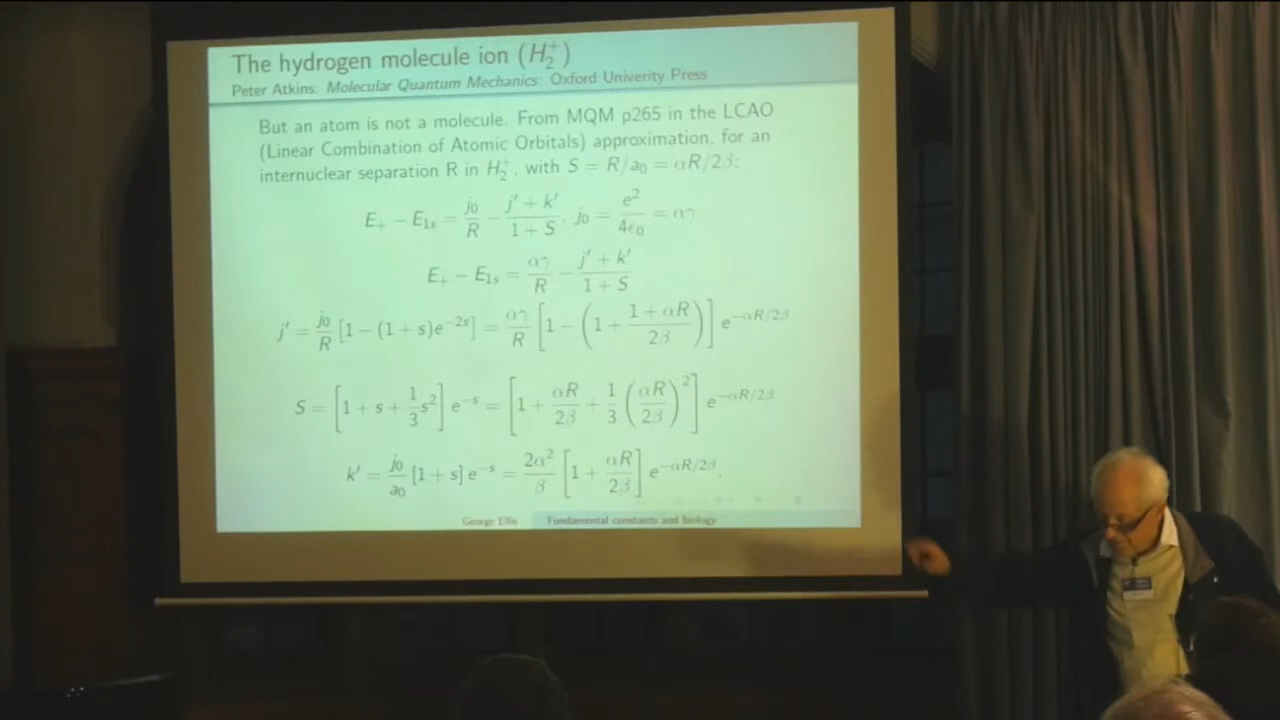 The hydrogen molecule ion (H₂⁺)
Peter Atkins: Molecular Quantum Mechanics: Oxford Univerity Press
But an atom is not a molecule. From MQM p265 in the LCAO
(Linear Combination of Atomic Orbitals) approximation, for an
internuclear separation R in H₂⁺, with S = R/a₀ = αR/2β:
E₊ − E₁ₛ = j₀/R − (j′ + k′)/(1 + S), j₀ = e²/4ϵ₀ = αγ
E₊ − E₁ₛ = αγ/R − (j′ + k′)/(1 + S)
j′ = j₀/R [1 − (1 + s)e^{−2s}] = αγ/R [1 − (1 + (1 + αR)/2β)] e^{−αR/2β}
S = [1 + s + 1/3 s²] e^{−s} = [1 + αR/2β + 1/3 (αR/2β)²] e^{−αR/2β}
k′ = j₀/a₀ [1 + s] e^{−s} = 2α²/β [1 + αR/2β] e^{−αR/2β}.
George Ellis Fundamental constants and biology